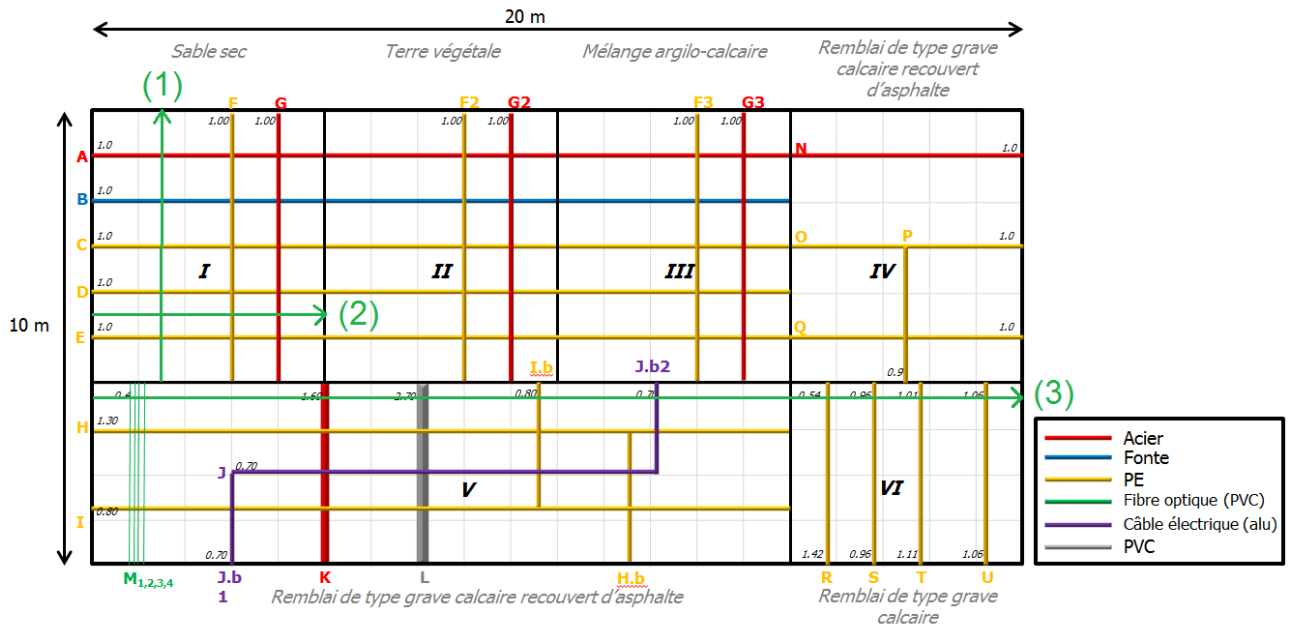 20 m
Sable sec
Terre végétale
Mélange argilo-calcaire
Remblai de type grave
calcaire recouvert
d'asphalte
(1)
F
G
F2
G2
F3
G3
1.00
1.00
1.00
1.00
1.00
1.00
A
1.0
N
1.0
B
1.0
C
1.0
O
P
1.0
I
II
III
IV
D
1.0
10 m
(2)
E
1.0
Q
1.0
I.b
J.b2
0.9
0.4
1.60
2.70
0.80
0.70
0.54
0.96
1.01
1.06
(3)
H
1.30
J
0.70
V
VI
I
0.80
0.70
1.42
0.96
1.11
1.06
M1,2,3,4
J.b
1
K
L
H.b
R
S
T
U
Remblai de type grave calcaire recouvert d'asphalte
Remblai de type grave
calcaire
Acier
Fonte
PE
Fibre optique (PVC)
Câble électrique (alu)
PVC